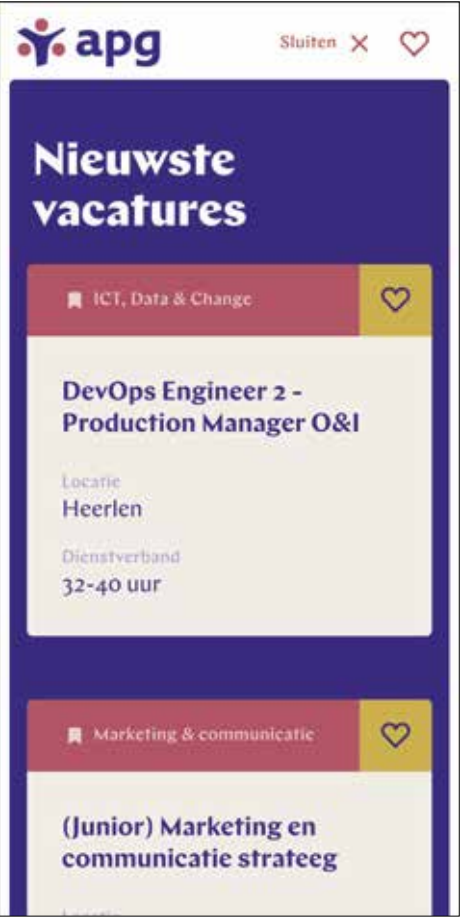 apg
Sluiten
Nieuwste
vacatures
ICT, Data & Change
DevOps Engineer 2 -
Production Manager O&I
Locatie
Heerlen
Dienstverband
32-40 uur
Marketing & communicatie
(Junior) Marketing en
communicatie strateeg
Locatie